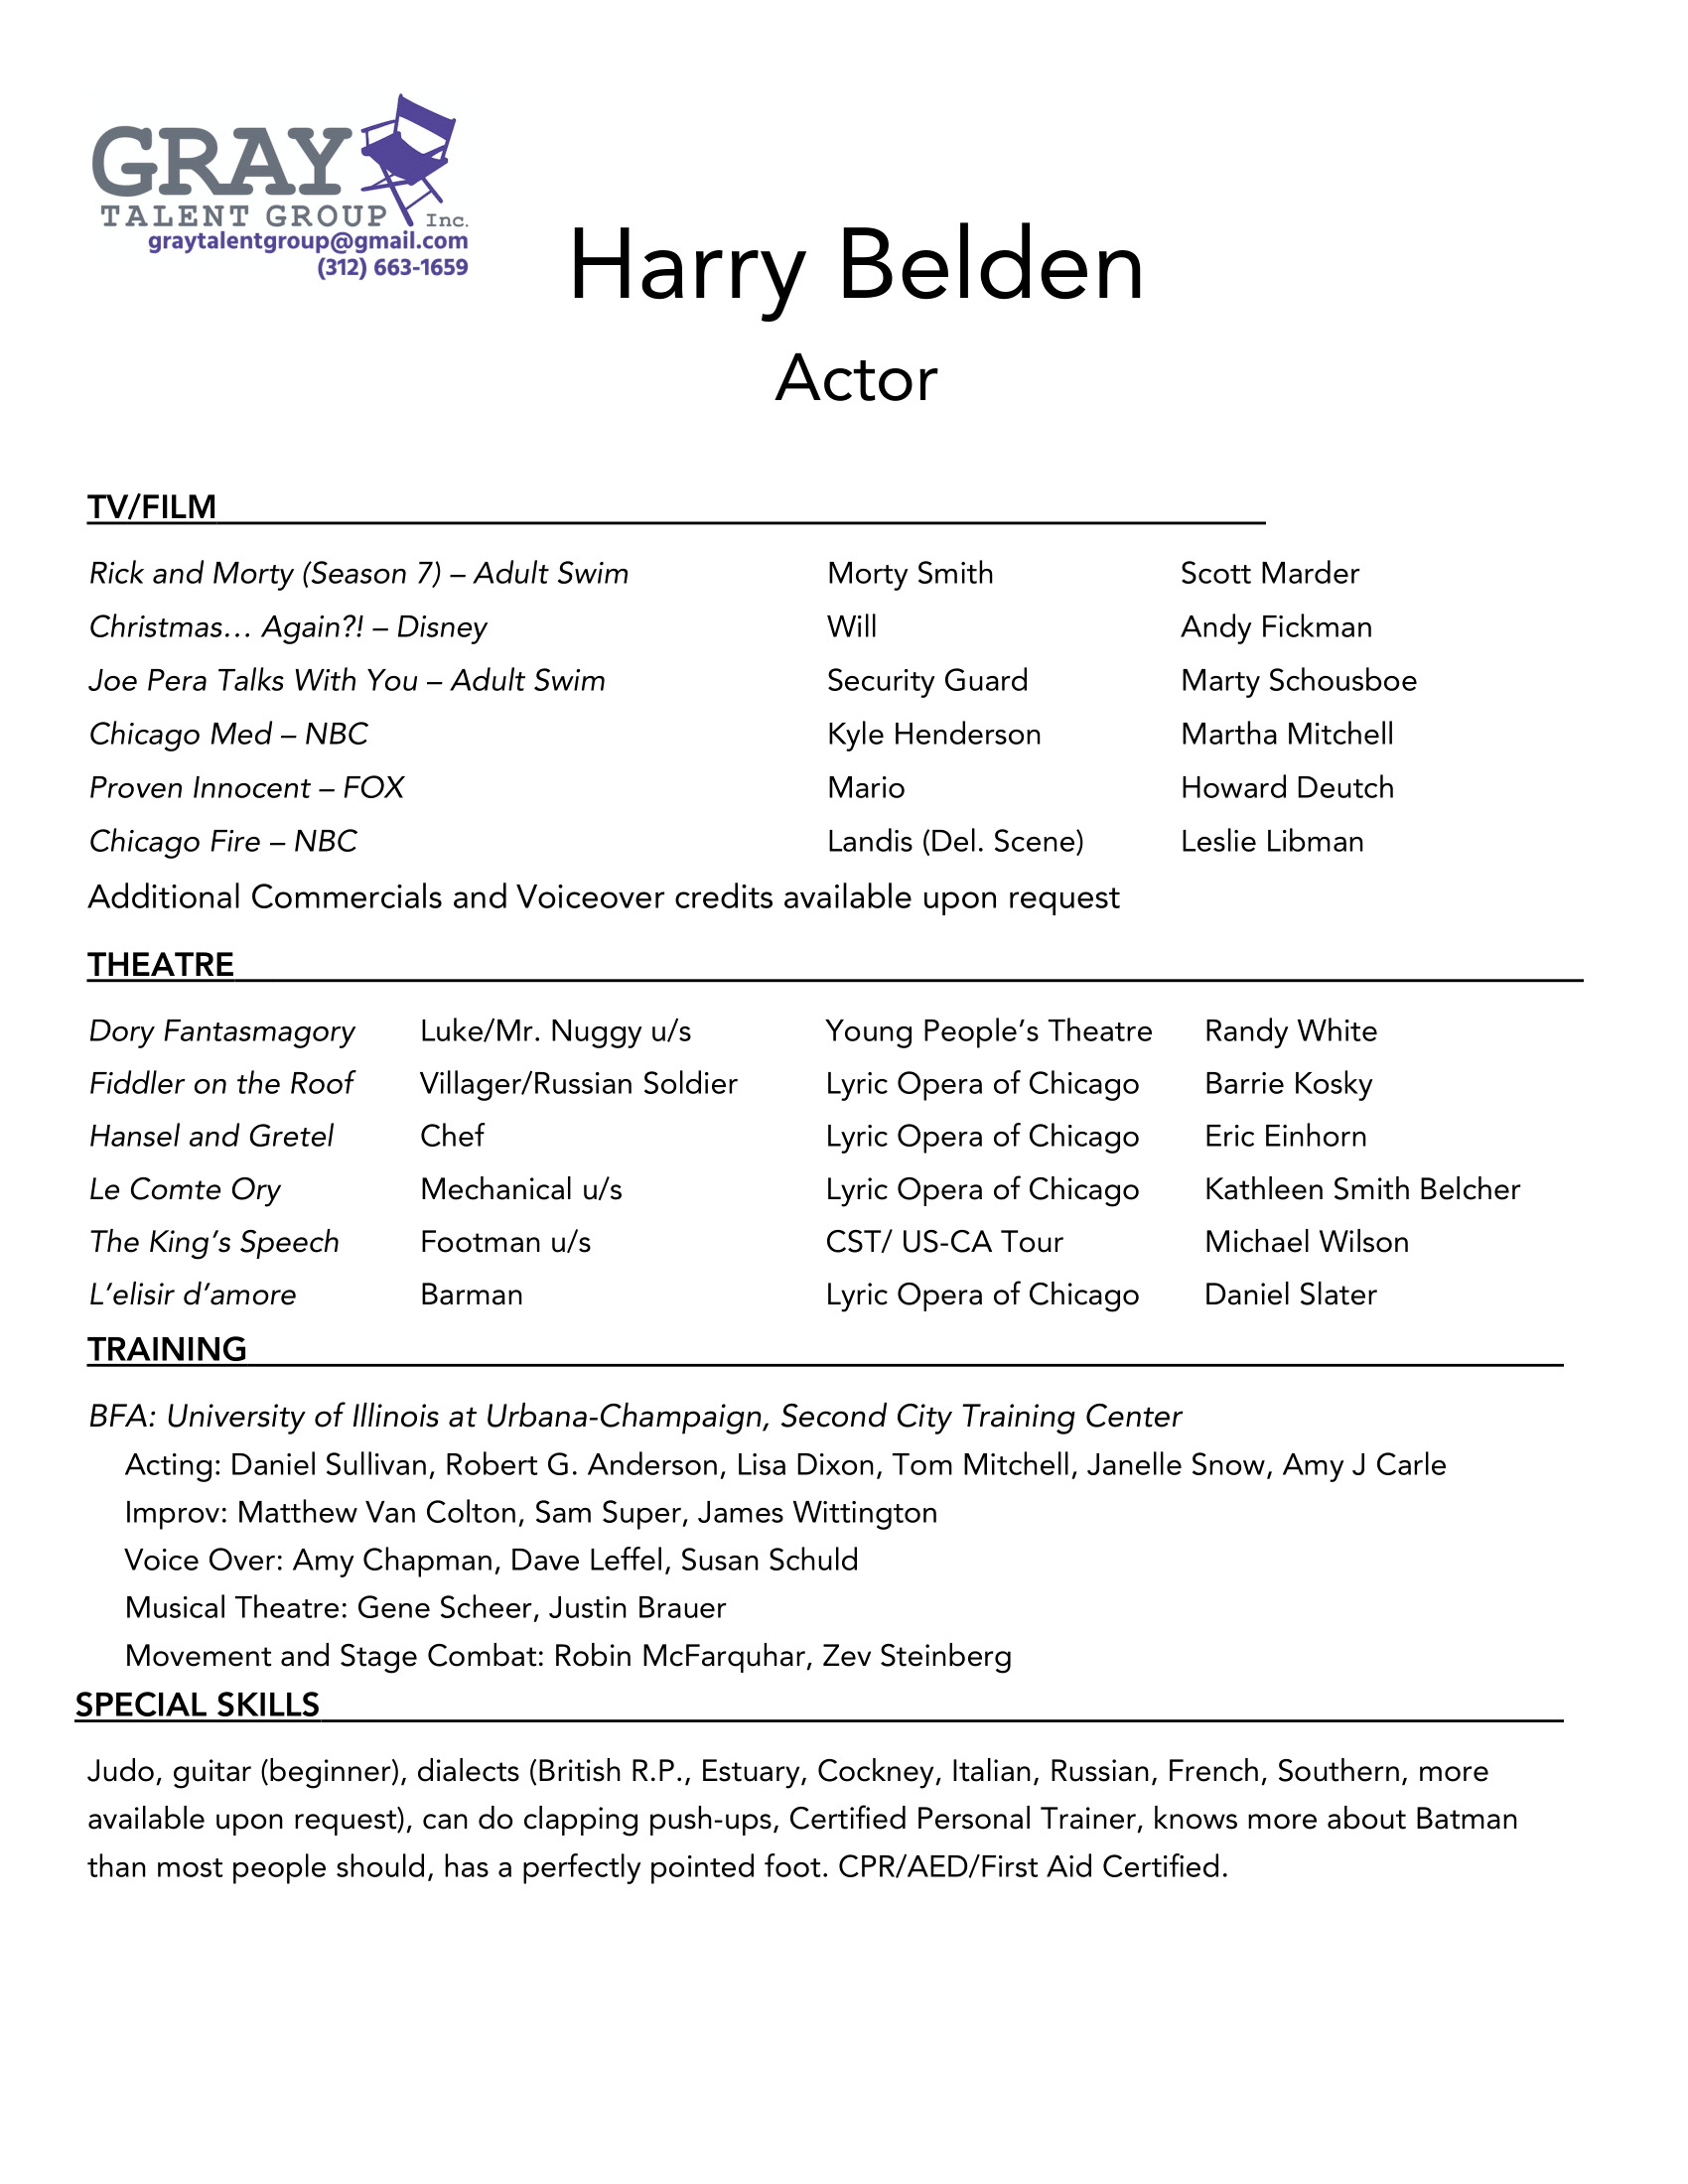 GRAY
TALENT GROUP Inc.
graytalentgroup@gmail.com
(312) 663-1659
Harry Belden
Actor
TV/FILM
Rick and Morty (Season 7) – Adult Swim Morty Smith Scott Marder
Christmas… Again?! – Disney Will Andy Fickman
Joe Pera Talks With You – Adult Swim Security Guard Marty Schousboe
Chicago Med – NBC Kyle Henderson Martha Mitchell
Proven Innocent – FOX Mario Howard Deutch
Chicago Fire – NBC Landis (Del. Scene) Leslie Libman
Additional Commercials and Voiceover credits available upon request
THEATRE
Dory Fantasmagory Luke/Mr. Nuggy u/s Young People’s Theatre Randy White
Fiddler on the Roof Villager/Russian Soldier Lyric Opera of Chicago Barrie Kosky
Hansel and Gretel Chef Lyric Opera of Chicago Eric Einhorn
Le Comte Ory Mechanical u/s Lyric Opera of Chicago Kathleen Smith Belcher
The King’s Speech Footman u/s CST/ US-CA Tour Michael Wilson
L’elisir d’amore Barman Lyric Opera of Chicago Daniel Slater
TRAINING
BFA: University of Illinois at Urbana-Champaign, Second City Training Center
Acting: Daniel Sullivan, Robert G. Anderson, Lisa Dixon, Tom Mitchell, Janelle Snow, Amy J Carle
Improv: Matthew Van Colton, Sam Super, James Wittington
Voice Over: Amy Chapman, Dave Leffel, Susan Schuld
Musical Theatre: Gene Scheer, Justin Brauer
Movement and Stage Combat: Robin McFarquhar, Zev Steinberg
SPECIAL SKILLS
Judo, guitar (beginner), dialects (British R.P., Estuary, Cockney, Italian, Russian, French, Southern, more
available upon request), can do clapping push-ups, Certified Personal Trainer, knows more about Batman
than most people should, has a perfectly pointed foot. CPR/AED/First Aid Certified.